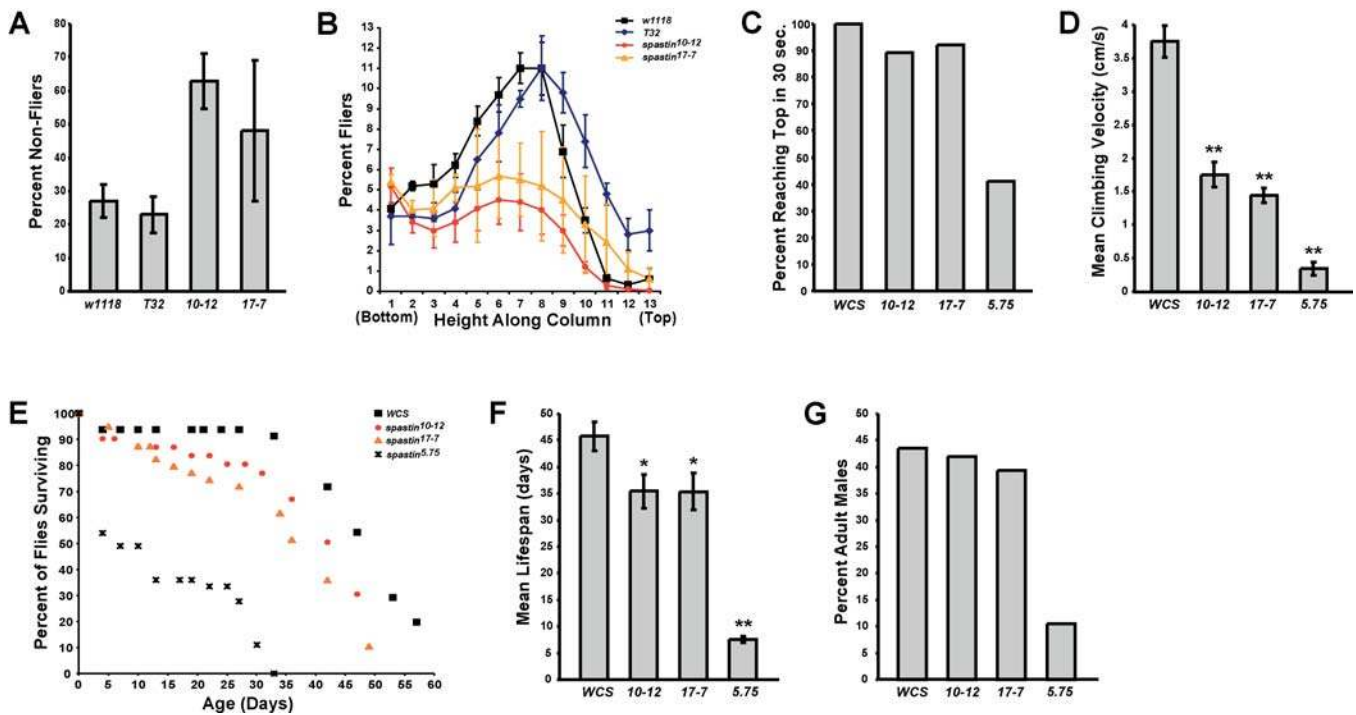 A
Percent Non-Fliers
80
70
60
50
40
30
20
10
0
w1118 T32 10-12 17-7
B
Percent Fliers
13
12
11
10
9
8
7
6
5
4
3
2
1
0
w1118
T32
spastin10-12
spastin17-7
1 2 3 4 5 6 7 8 9 10 11 12 13
(Bottom) Height Along Column (Top)
C
Percent Reaching Top in 30 sec.
100
80
60
40
20
0
WCS 10-12 17-7 5.75
D
Mean Climbing Velocity (cm/s)
4
3.5
3
2.5
2
1.5
1
0.5
0
**
**
**
WCS 10-12 17-7 5.75
E
Percent of Flies Surviving
100
90
80
70
60
50
40
30
20
10
0
WCS
spastin10-12
spastin17-7
spastin5.75
0 5 10 15 20 25 30 35 40 45 50 55 60
Age (Days)
F
Mean Lifespan (days)
50
45
40
35
30
25
20
15
10
5
0
* *
**
WCS 10-12 17-7 5.75
G
Percent Adult Males
50
45
40
35
30
25
20
15
10
5
0
WCS 10-12 17-7 5.75